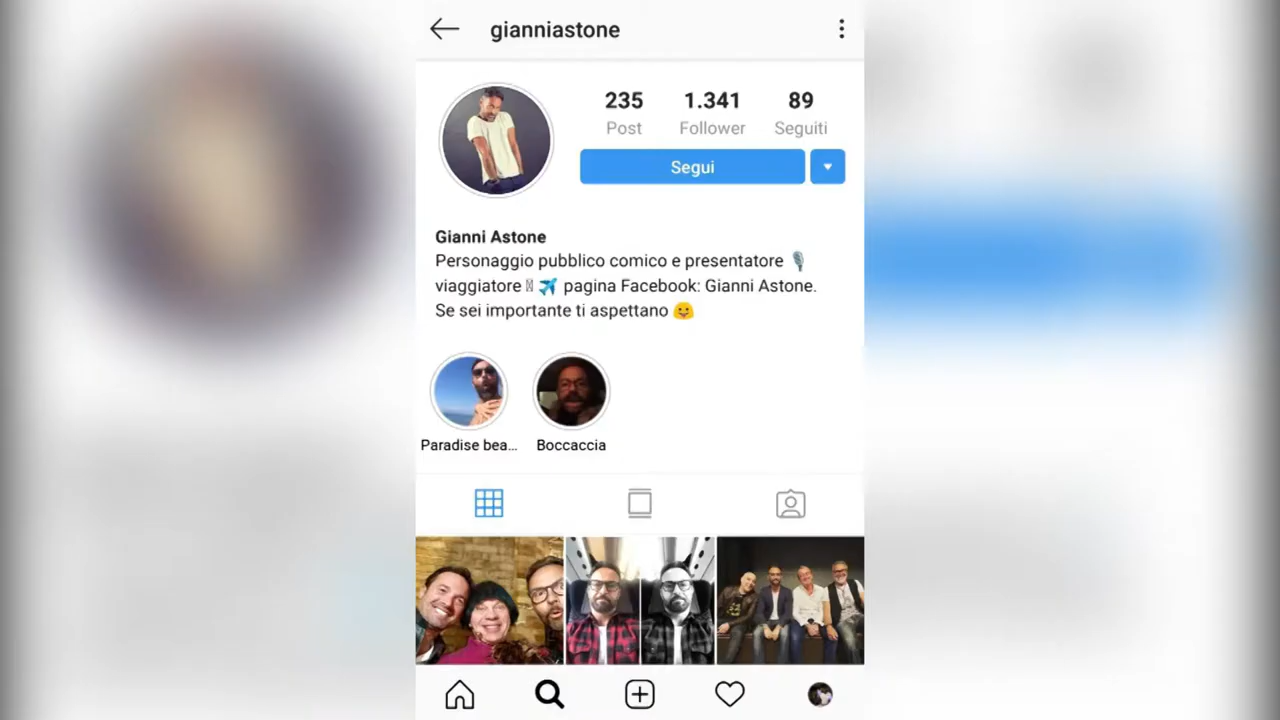 gianniastone
235 1.341 89
Post Follower Seguiti
Segui
Gianni Astone
Personaggio pubblico comico e presentatore 🎙
viaggiatore ✈️ pagina Facebook: Gianni Astone.
Se sei importante ti aspettano 😛
Paradise bea... Boccaccia